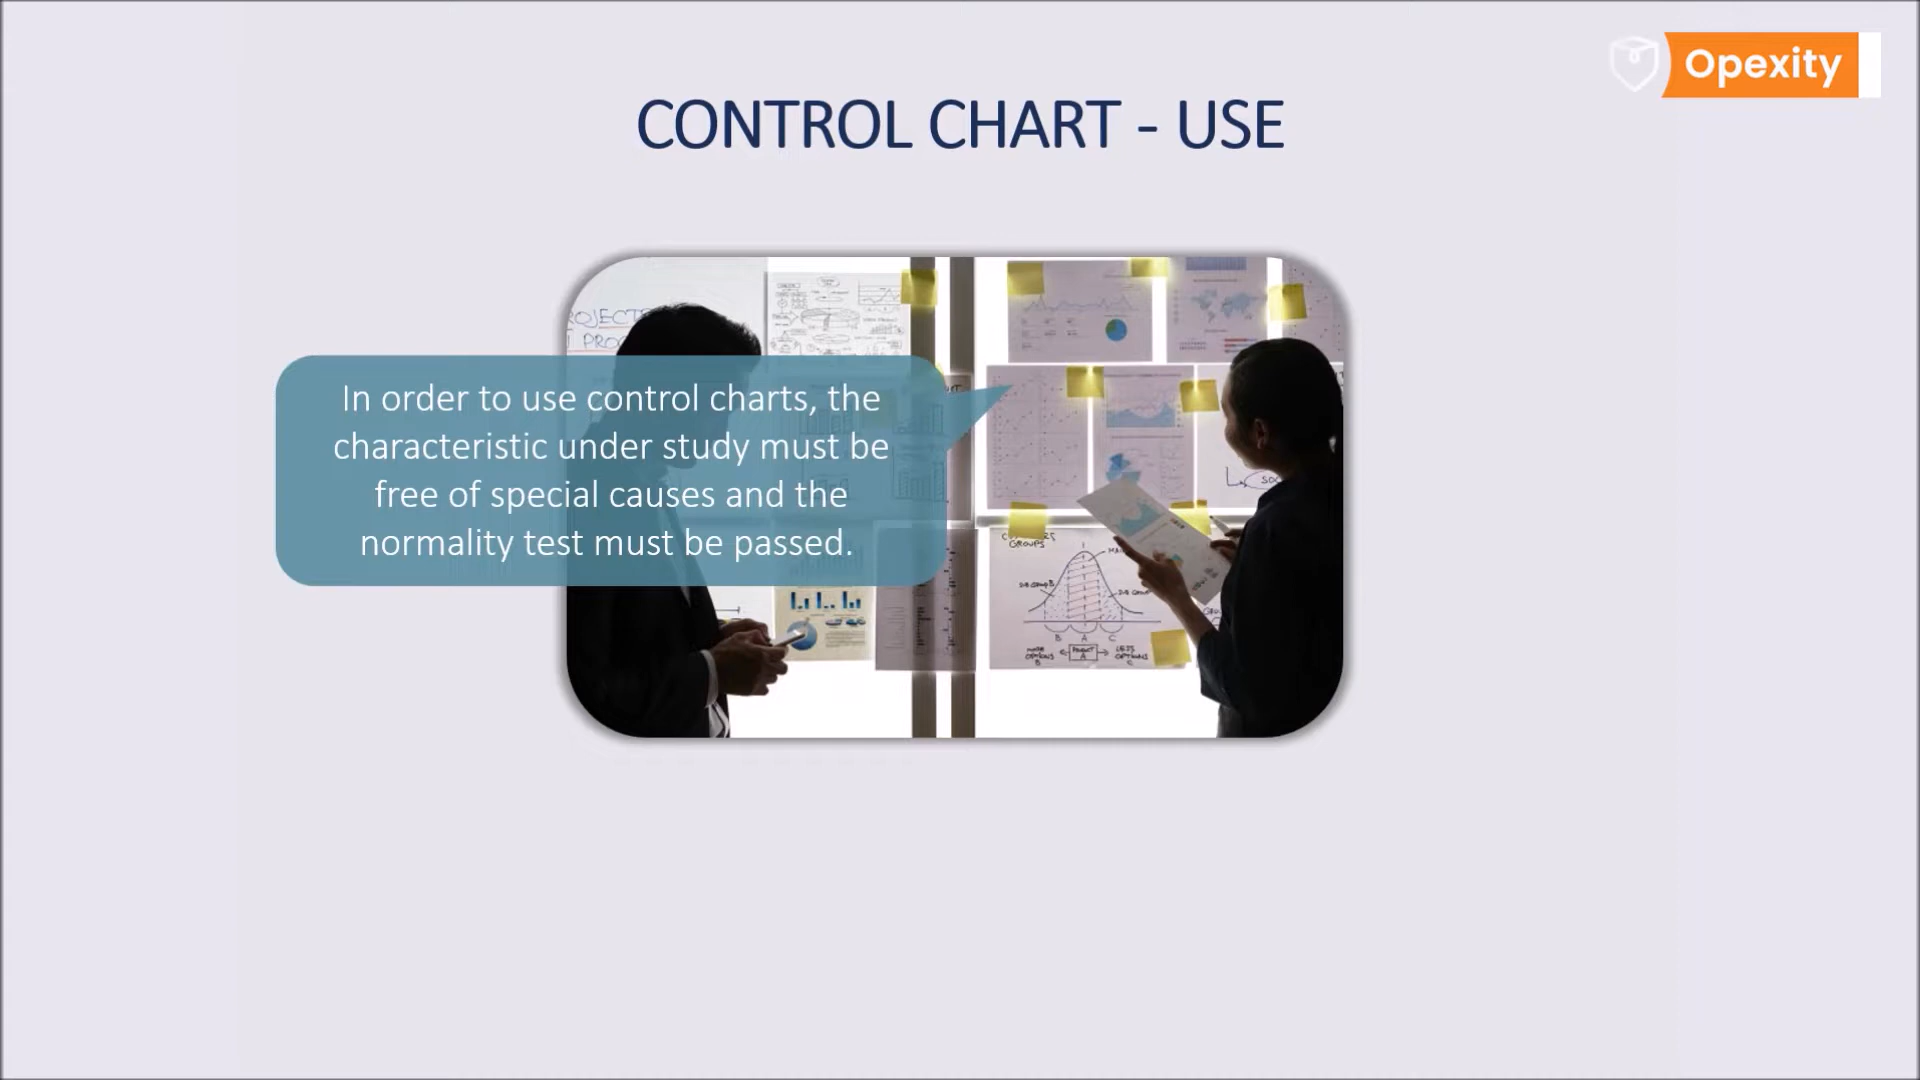 Opexity
CONTROL CHART - USE
In order to use control charts, the
characteristic under study must be
free of special causes and the
normality test must be passed.
GROUPS
B A C